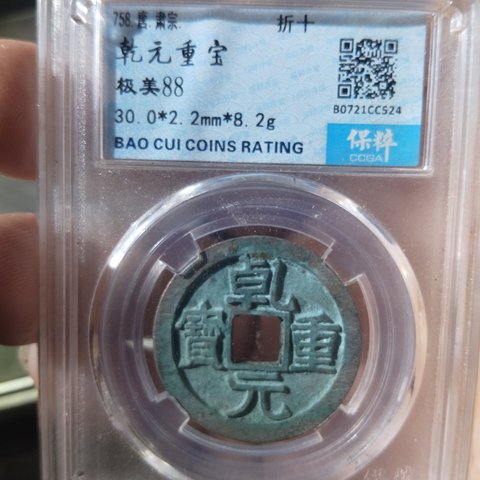 758.唐.肃宗. 折十
乾元重宝
极美88
30.0*2.2mm*8.2g
B0721CC524
BAO CUI COINS RATING
保粹
CCGA
乾元重寶